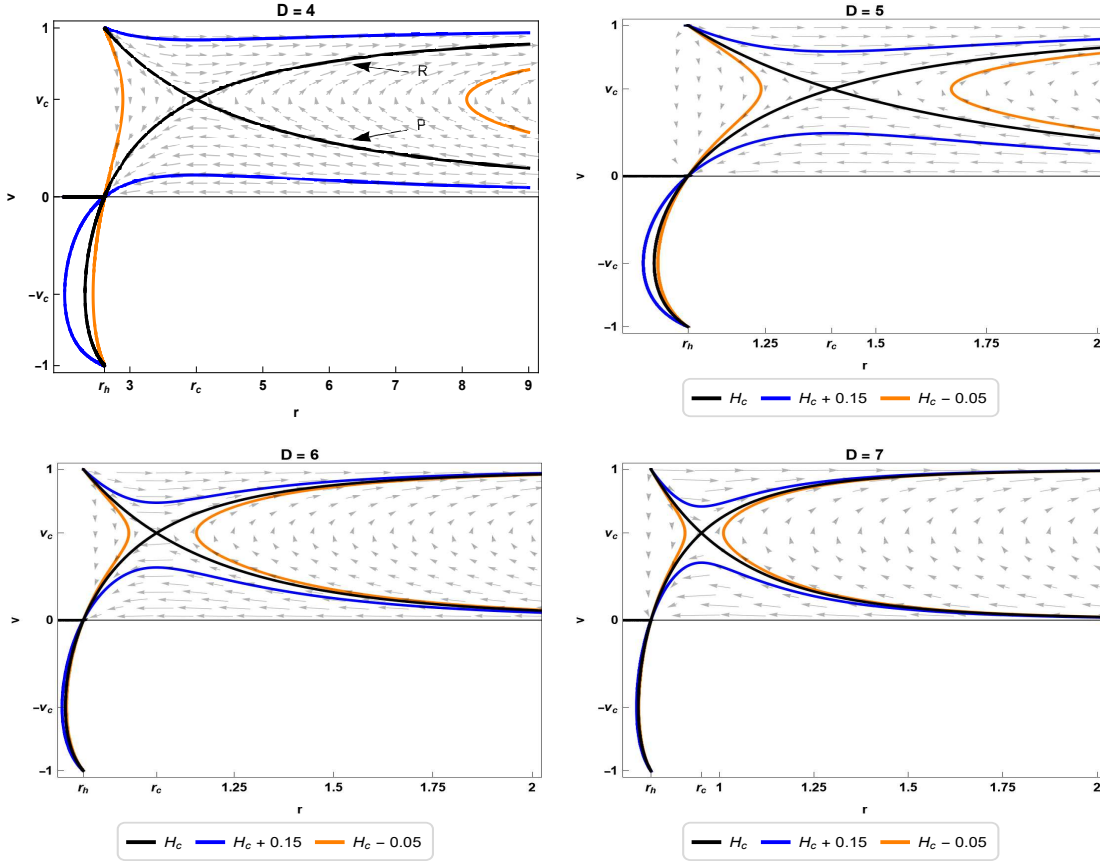 D = 4
1
v_c
0
-v_c
-1
v
R
P
r_h 3 r_c 5 6 7 8 9
r
D = 5
1
v_c
0
-v_c
-1
v
r_h 1.25 r_c 1.5 1.75 2
r
H_c H_c + 0.15 H_c - 0.05
D = 6
1
v_c
0
-v_c
-1
v
r_h r_c 1.25 1.5 1.75 2
r
H_c H_c + 0.15 H_c - 0.05
D = 7
1
v_c
0
-v_c
-1
v
r_h r_c 1 1.25 1.5 1.75 2
r
H_c H_c + 0.15 H_c - 0.05